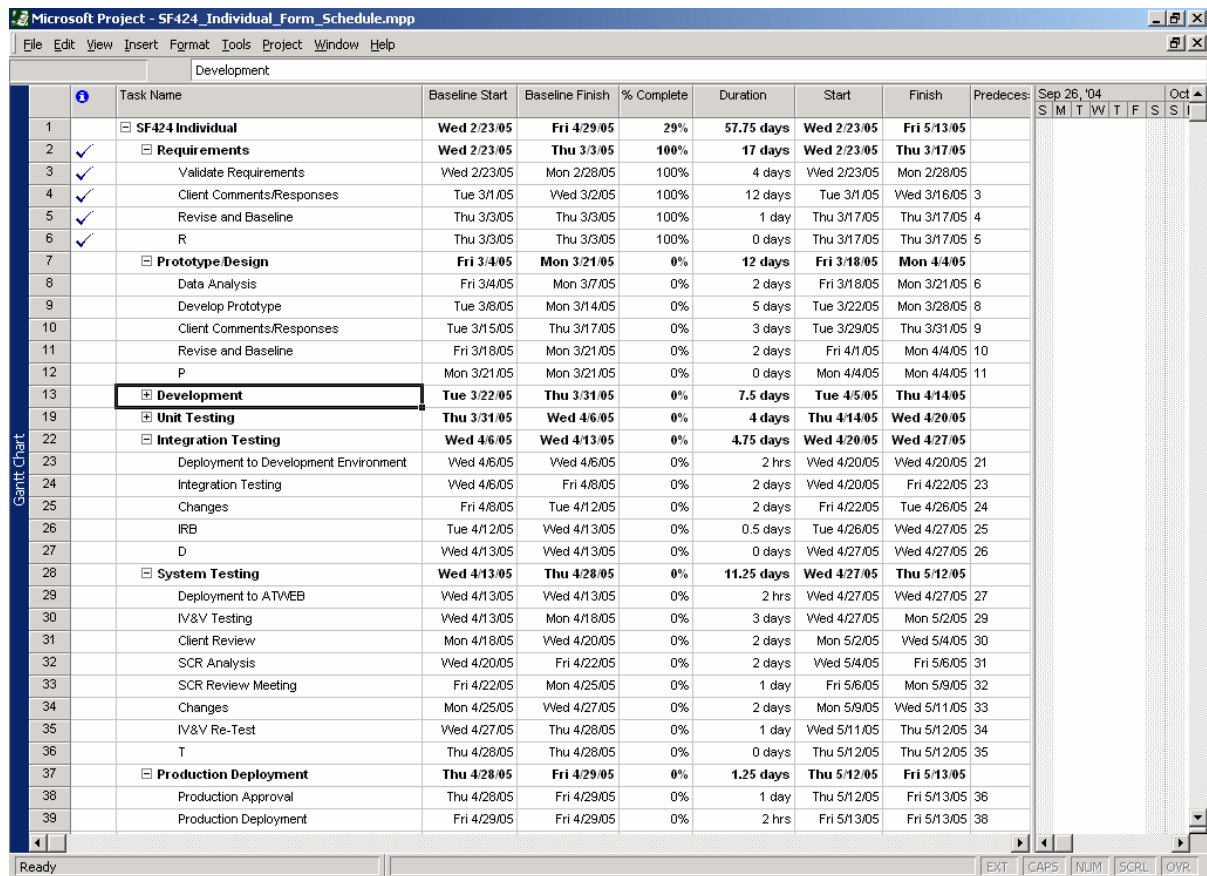 Microsoft Project - SF424_Individual_Form_Schedule.mpp
File Edit View Insert Format Tools Project Window Help
Development
Task Name Baseline Start Baseline Finish % Complete Duration Start Finish Predeces: Sep 26, '04 Oct
S M T W T F S S
1 SF424 Individual Wed 2/23/05 Fri 4/29/05 29% 57.75 days Wed 2/23/05 Fri 5/13/05
2 Requirements Wed 2/23/05 Thu 3/3/05 100% 17 days Wed 2/23/05 Thu 3/17/05
3 Validate Requirements Wed 2/23/05 Mon 2/28/05 100% 4 days Wed 2/23/05 Mon 2/28/05
4 Client Comments/Responses Tue 3/1/05 Wed 3/2/05 100% 12 days Tue 3/1/05 Wed 3/16/05 3
5 Revise and Baseline Thu 3/3/05 Thu 3/3/05 100% 1 day Thu 3/17/05 Thu 3/17/05 4
6 R Thu 3/3/05 Thu 3/3/05 100% 0 days Thu 3/17/05 Thu 3/17/05 5
7 Prototype/Design Fri 3/4/05 Mon 3/21/05 0% 12 days Fri 3/18/05 Mon 4/4/05
8 Data Analysis Fri 3/4/05 Mon 3/7/05 0% 2 days Fri 3/18/05 Mon 3/21/05 6
9 Develop Prototype Tue 3/8/05 Mon 3/14/05 0% 5 days Tue 3/22/05 Mon 3/28/05 8
10 Client Comments/Responses Tue 3/15/05 Thu 3/17/05 0% 3 days Tue 3/29/05 Thu 3/31/05 9
11 Revise and Baseline Fri 3/18/05 Mon 3/21/05 0% 2 days Fri 4/1/05 Mon 4/4/05 10
12 P Mon 3/21/05 Mon 3/21/05 0% 0 days Mon 4/4/05 Mon 4/4/05 11
13 Development Tue 3/22/05 Thu 3/31/05 0% 7.5 days Tue 4/5/05 Thu 4/14/05
19 Unit Testing Thu 3/31/05 Wed 4/6/05 0% 4 days Thu 4/14/05 Wed 4/20/05
22 Integration Testing Wed 4/6/05 Wed 4/13/05 0% 4.75 days Wed 4/20/05 Wed 4/27/05
23 Deployment to Development Environment Wed 4/6/05 Wed 4/6/05 0% 2 hrs Wed 4/20/05 Wed 4/20/05 21
24 Integration Testing Wed 4/6/05 Fri 4/8/05 0% 2 days Wed 4/20/05 Fri 4/22/05 23
25 Changes Fri 4/8/05 Tue 4/12/05 0% 2 days Fri 4/22/05 Tue 4/26/05 24
26 IRB Tue 4/12/05 Wed 4/13/05 0% 0.5 days Tue 4/26/05 Wed 4/27/05 25
27 D Wed 4/13/05 Wed 4/13/05 0% 0 days Wed 4/27/05 Wed 4/27/05 26
28 System Testing Wed 4/13/05 Thu 4/28/05 0% 11.25 days Wed 4/27/05 Thu 5/12/05
29 Deployment to ATWEB Wed 4/13/05 Wed 4/13/05 0% 2 hrs Wed 4/27/05 Wed 4/27/05 27
30 IV&V Testing Wed 4/13/05 Mon 4/18/05 0% 3 days Wed 4/27/05 Mon 5/2/05 29
31 Client Review Mon 4/18/05 Wed 4/20/05 0% 2 days Mon 5/2/05 Wed 5/4/05 30
32 SCR Analysis Wed 4/20/05 Fri 4/22/05 0% 2 days Wed 5/4/05 Fri 5/6/05 31
33 SCR Review Meeting Fri 4/22/05 Mon 4/25/05 0% 1 day Fri 5/6/05 Mon 5/9/05 32
34 Changes Mon 4/25/05 Wed 4/27/05 0% 2 days Mon 5/9/05 Wed 5/11/05 33
35 IV&V Re-Test Wed 4/27/05 Thu 4/28/05 0% 1 day Wed 5/11/05 Thu 5/12/05 34
36 T Thu 4/28/05 Thu 4/28/05 0% 0 days Thu 5/12/05 Thu 5/12/05 35
37 Production Deployment Thu 4/28/05 Fri 4/29/05 0% 1.25 days Thu 5/12/05 Fri 5/13/05
38 Production Approval Thu 4/28/05 Fri 4/29/05 0% 1 day Thu 5/12/05 Fri 5/13/05 36
39 Production Deployment Fri 4/29/05 Fri 4/29/05 0% 2 hrs Fri 5/13/05 Fri 5/13/05 38
Gantt Chart
Ready EXT CAPS NUM SCRL OVR